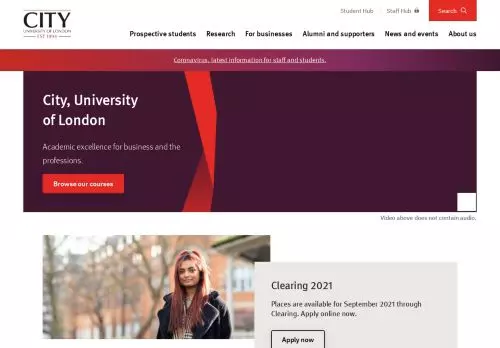 CITY
UNIVERSITY OF LONDON
EST 1894
Student Hub
Staff Hub
Search
Prospective students
Research
For businesses
Alumni and supporters
News and events
About us
Coronavirus, latest information for staff and students.
City, University
of London
Academic excellence for business and the
professions.
Browse our courses
Video above does not contain audio.
Clearing 2021
Places are available for September 2021 through
Clearing. Apply online now.
Apply now